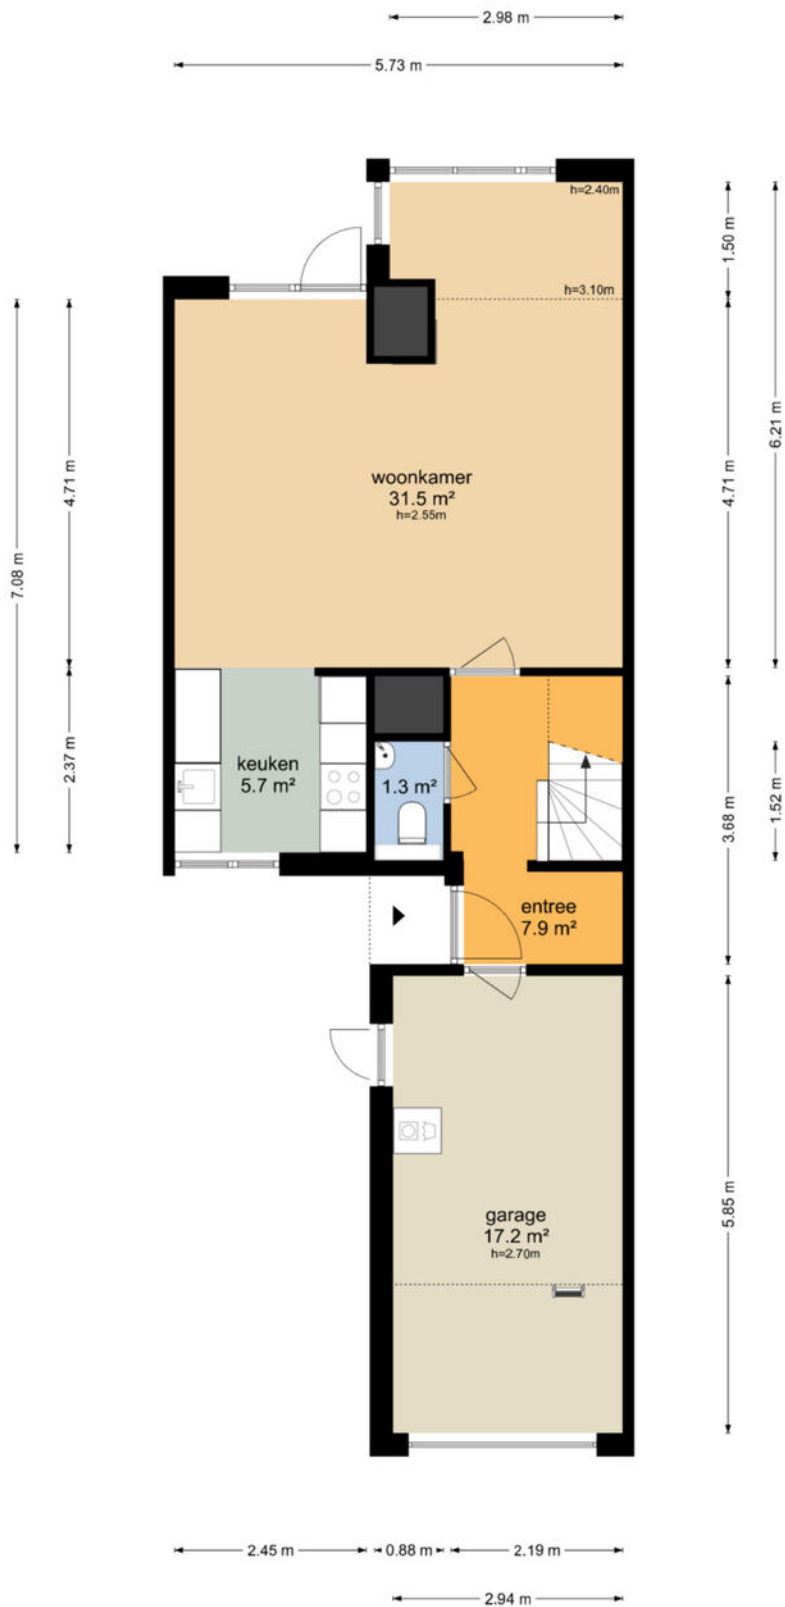 2.98 m
5.73 m
h=2.40m
1.50 m
h=3.10m
6.21 m
4.71 m
4.71 m
woonkamer
31.5 m²
h=2.55m
7.08 m
2.37 m
keuken
5.7 m²
1.3 m²
1.52 m
3.68 m
entree
7.9 m²
5.85 m
garage
17.2 m²
h=2.70m
2.45 m
0.88 m
2.19 m
2.94 m